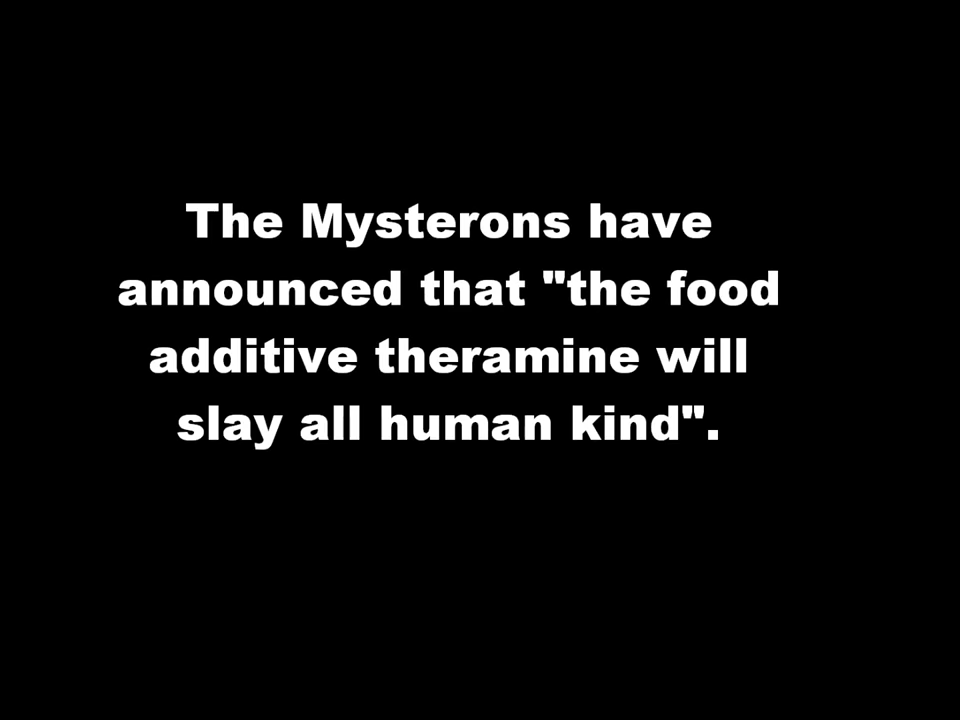 The Mysterons have
announced that "the food
additive theramine will
slay all human kind".